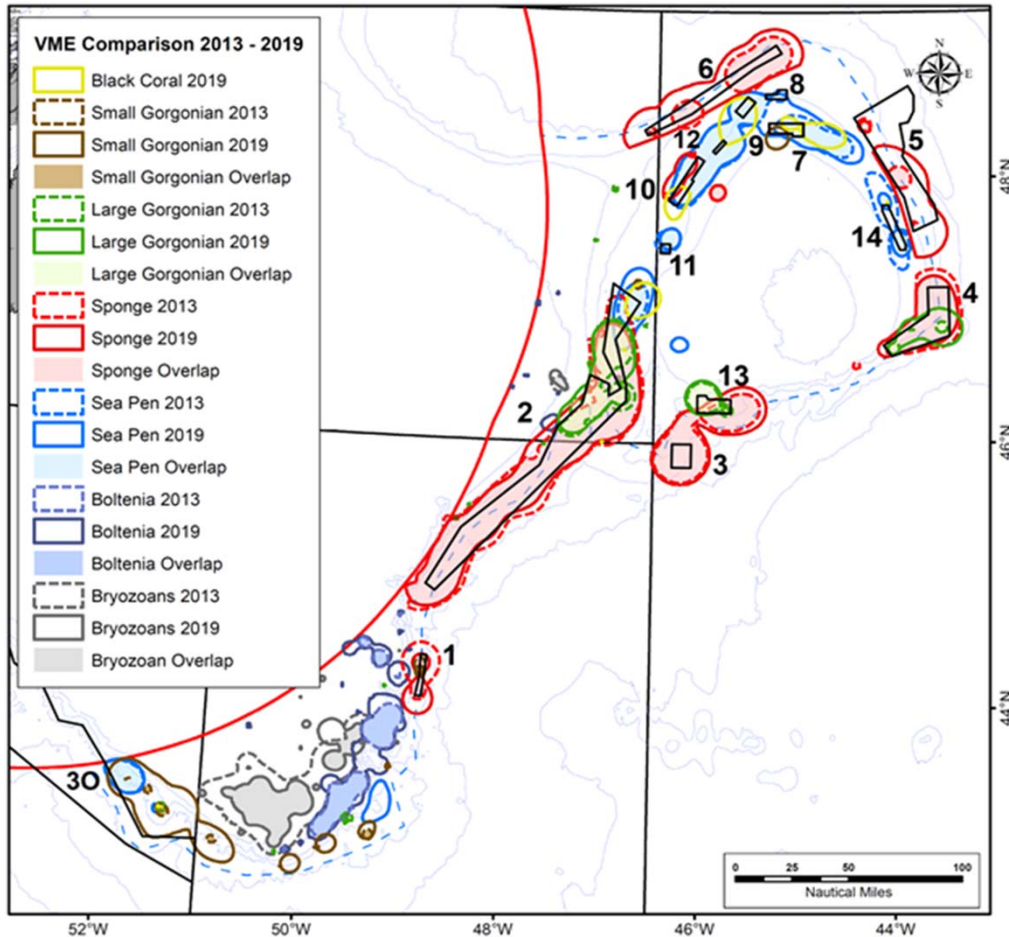 VME Comparison 2013 - 2019
Black Coral 2019
Small Gorgonian 2013
Small Gorgonian 2019
Small Gorgonian Overlap
Large Gorgonian 2013
Large Gorgonian 2019
Large Gorgonian Overlap
Sponge 2013
Sponge 2019
Sponge Overlap
Sea Pen 2013
Sea Pen 2019
Sea Pen Overlap
Boltenia 2013
Boltenia 2019
Boltenia Overlap
Bryozoans 2013
Bryozoans 2019
Bryozoan Overlap
N
W E
S
6
8
5
12
9
7
10
48°N
14
11
4
13
2
46°N
3
1
44°N
3O
0 25 50 100
Nautical Miles
52°W 50°W 48°W 46°W 44°W